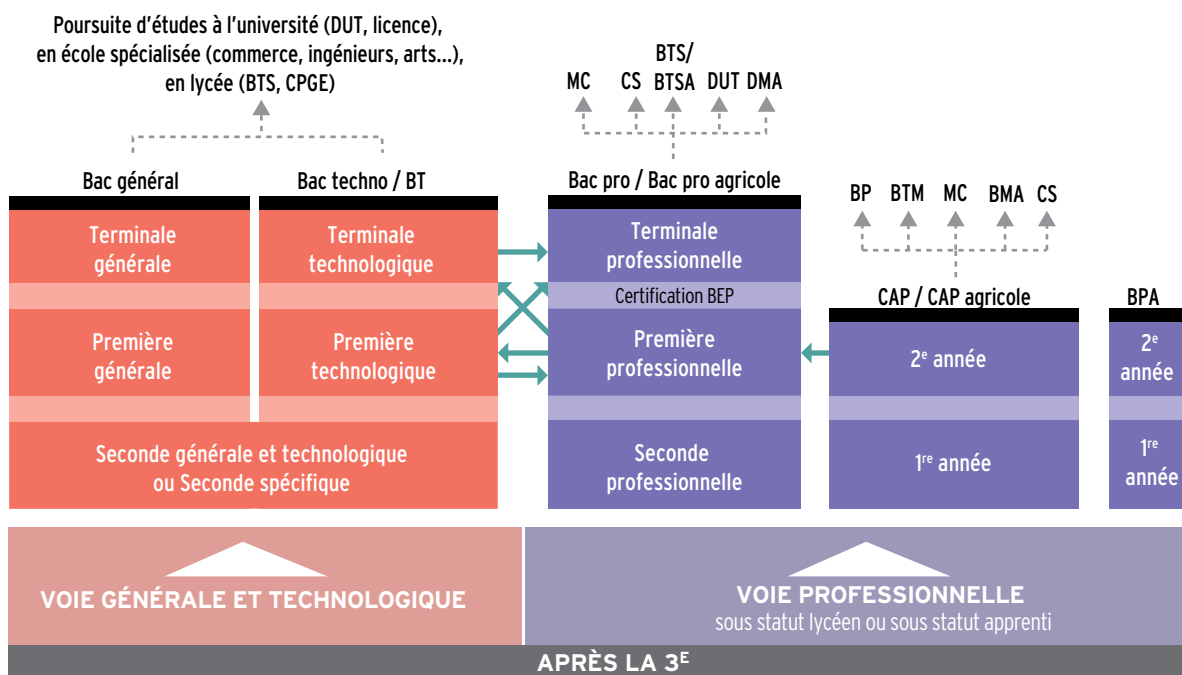 Poursuite d'études à l'université (DUT, licence),
en école spécialisée (commerce, ingénieurs, arts...),
en lycée (BTS, CPGE)
Bac général
Bac techno / BT
Terminale
générale
Terminale
technologique
Première
générale
Première
technologique
Seconde générale et technologique
ou Seconde spécifique
MC
CS
BTS/
BTSA
DUT
DMA
Bac pro / Bac pro agricole
Terminale
professionnelle
Certification BEP
Première
professionnelle
Seconde
professionnelle
BP
BTM
MC
BMA
CS
CAP / CAP agricole
2e année
1re année
BPA
2e
année
1re
année
VOIE GÉNÉRALE ET TECHNOLOGIQUE
VOIE PROFESSIONNELLE
sous statut lycéen ou sous statut apprenti
APRÈS LA 3E